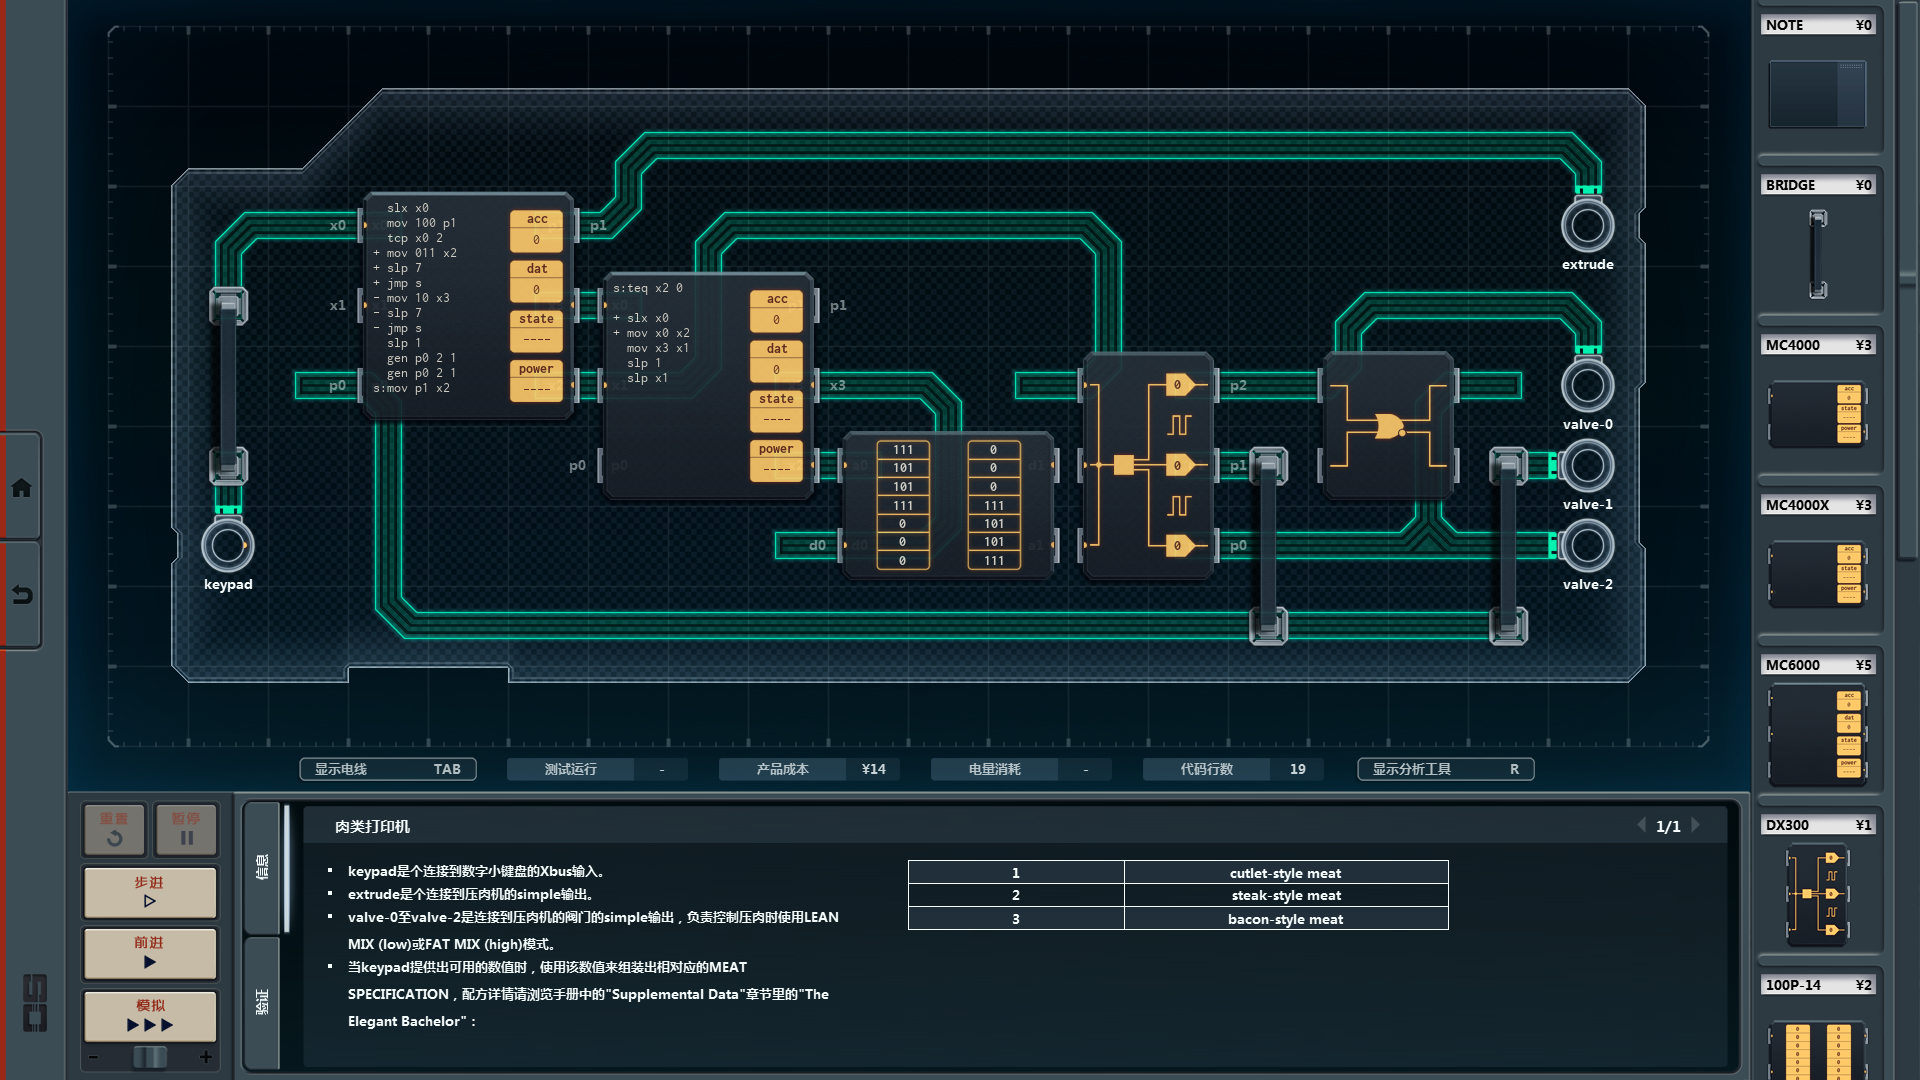 NOTE ¥0
BRIDGE ¥0
MC4000 ¥3
MC4000X ¥3
MC6000 ¥5
DX300 ¥1
100P-14 ¥2
x0
x1
p0
slx x0
mov 100 p1
tcp x0 2
+ mov 011 x2
+ slp 7
+ jmp s
- mov 10 x3
- slp 7
- jmp s
slp 1
gen p0 2 1
gen p0 2 1
s:mov p1 x2
acc
0
dat
0
state
----
power
----
p1
s:teq x2 0
+ slx x0
+ mov x0 x2
mov x3 x1
slp 1
slp x1
acc
0
dat
0
state
----
power
----
p1
x3
p0
d0
111 0
101 0
101 0
111 111
0 101
0 101
0 111
0
0
0
p2
p1
p0
extrude
valve-0
valve-1
valve-2
keypad
显示电线 TAB
测试运行 -
产品成本 ¥14
电量消耗 -
代码行数 19
显示分析工具 R
重置
暂停
步进
前进
模拟
- +
信息
验证
肉类打印机
1/1
▪ keypad是个连接到数字小键盘的Xbus输入。
▪ extrude是个连接到压肉机的simple输出。
▪ valve-0至valve-2是连接到压肉机的阀门的simple输出，负责控制压肉时使用LEAN
MIX (low)或FAT MIX (high)模式。
▪ 当keypad提供出可用的数值时，使用该数值来组装出相对应的MEAT
SPECIFICATION，配方详情请浏览手册中的"Supplemental Data"章节里的"The
Elegant Bachelor"：
1 cutlet-style meat
2 steak-style meat
3 bacon-style meat